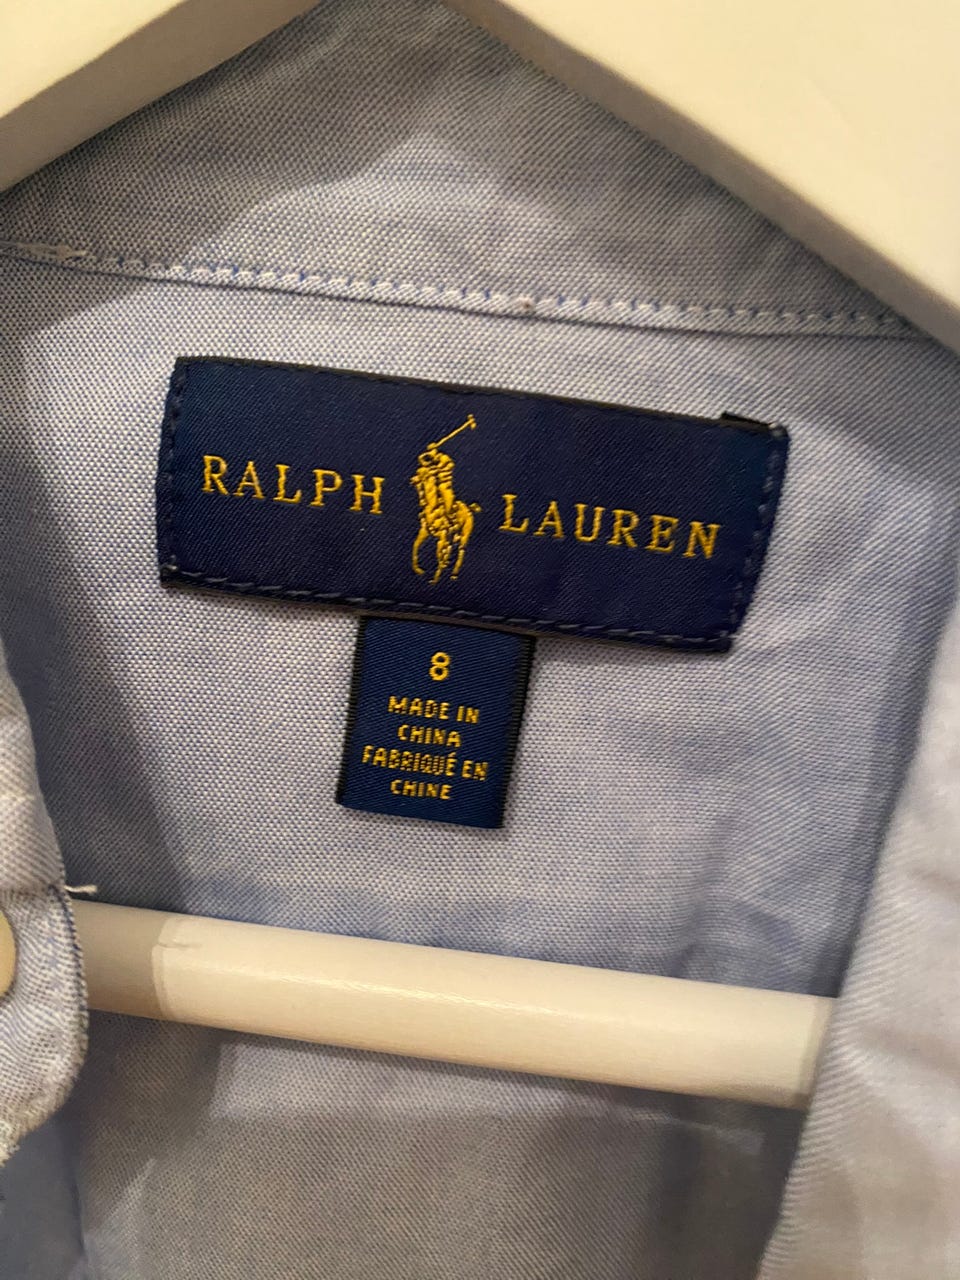 RALPH LAUREN
8
MADE IN
CHINA
FABRIQUÉ EN
CHINE